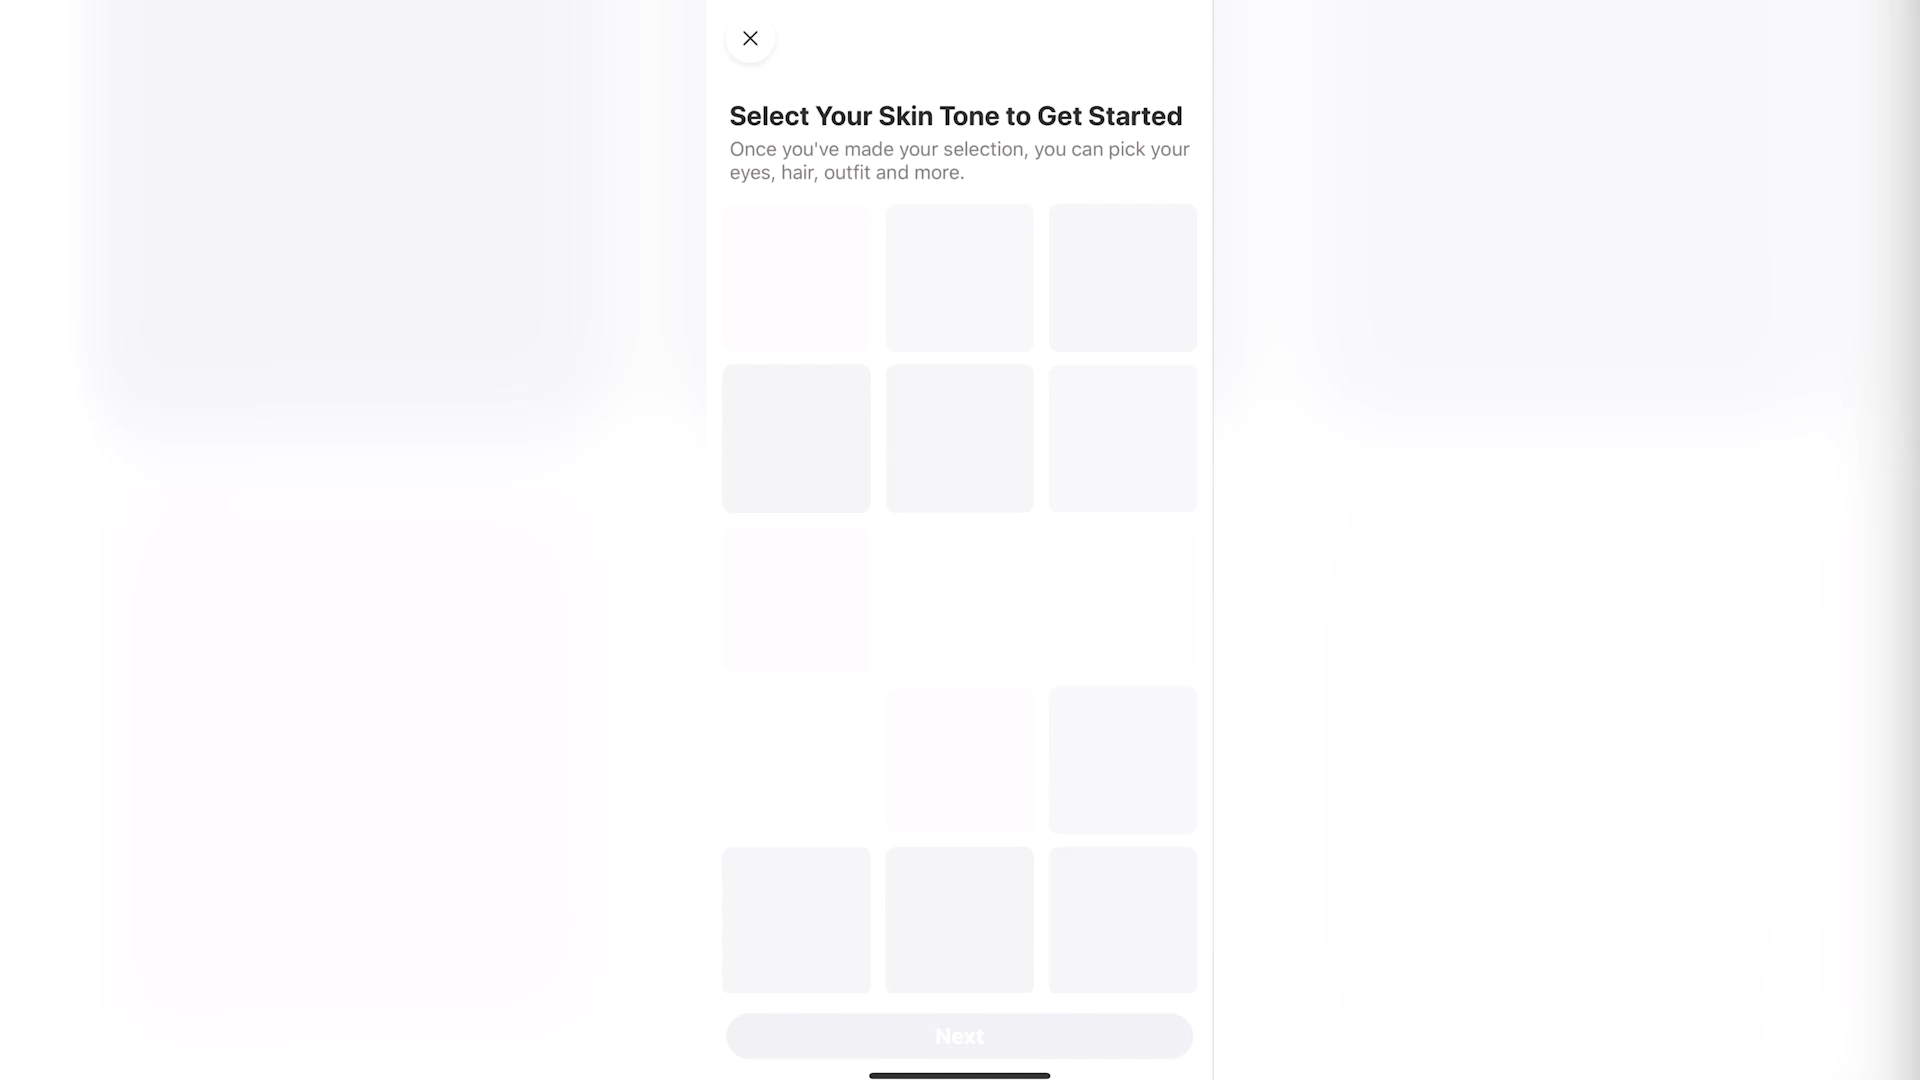 Select Your Skin Tone to Get Started
Once you've made your selection, you can pick your
eyes, hair, outfit and more.
Next